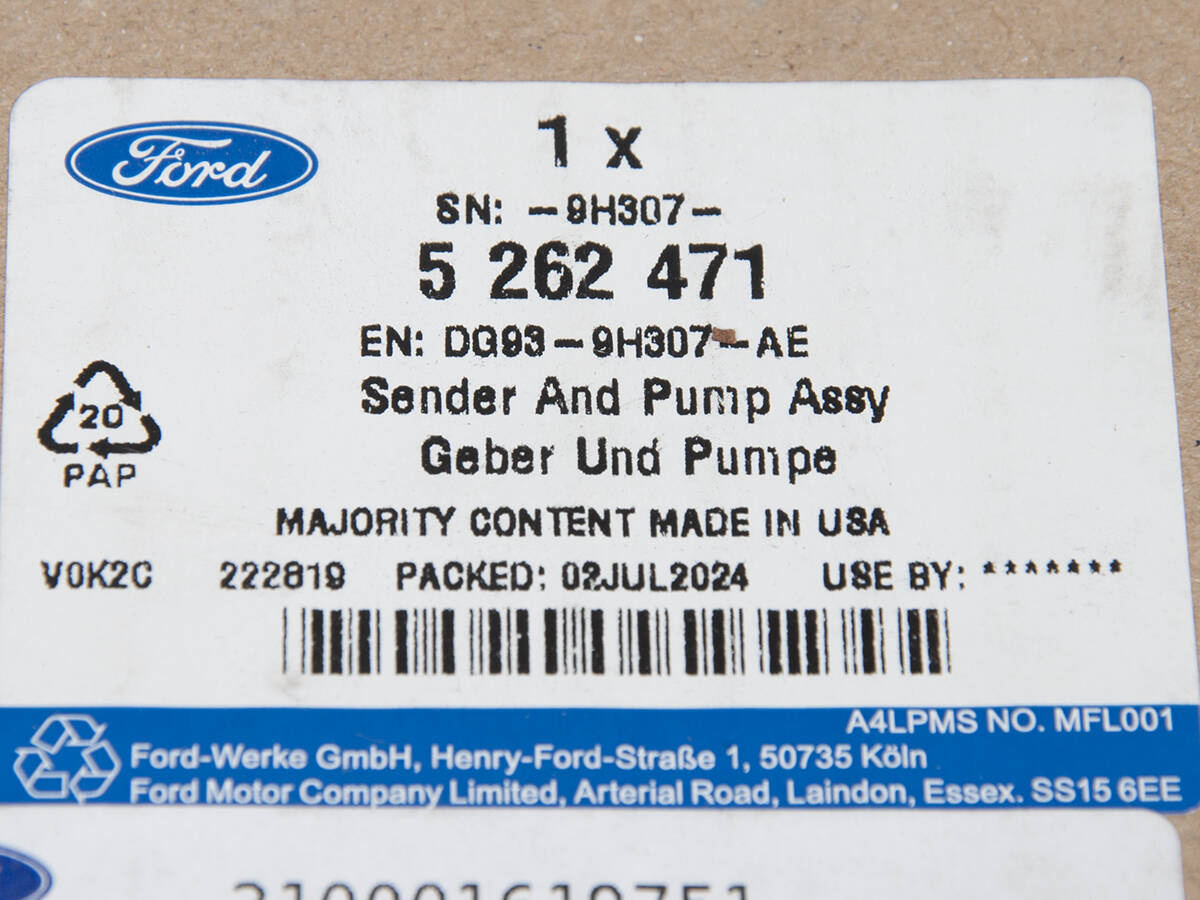 Ford
1 x
SN: -9H307-
5 262 471
EN: DG93-9H307-AE
Sender And Pump Assy
Geber Und Pumpe
20
PAP
MAJORITY CONTENT MADE IN USA
V0K2C 222819 PACKED: 02JUL2024 USE BY: *******
A4LPMS NO. MFL001
Ford-Werke GmbH, Henry-Ford-Straße 1, 50735 Köln
Ford Motor Company Limited, Arterial Road, Laindon, Essex. SS15 6EE